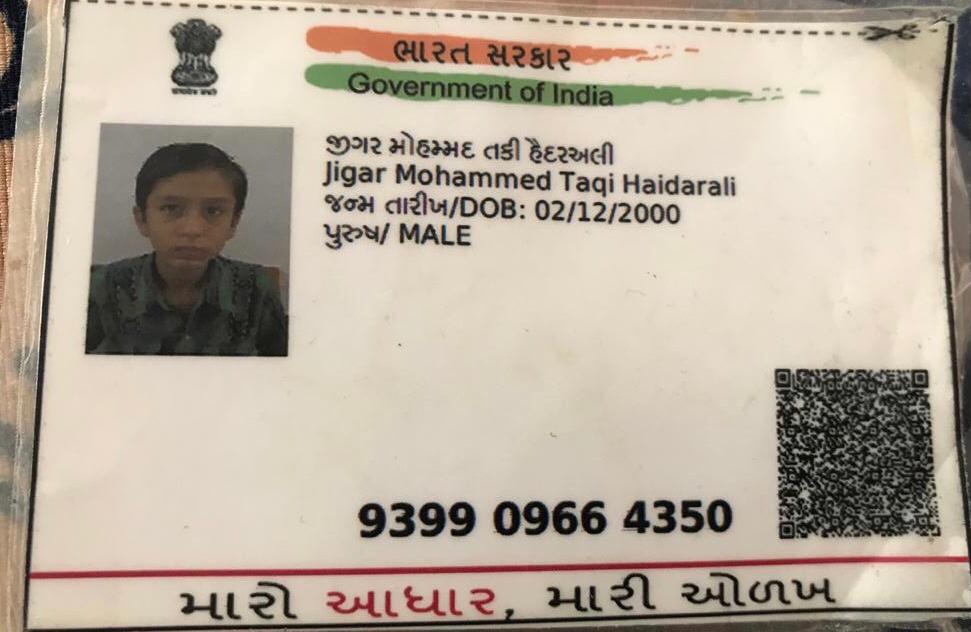 ભારત સરકાર
Government of India
જીગર મોહમ્મદ તકી હૈદરઅલી
Jigar Mohammed Taqi Haidarali
જન્મ તારીખ/DOB: 02/12/2000
પુરુષ/ MALE
9399 0966 4350
મારો આધાર, મારી ઓળખ